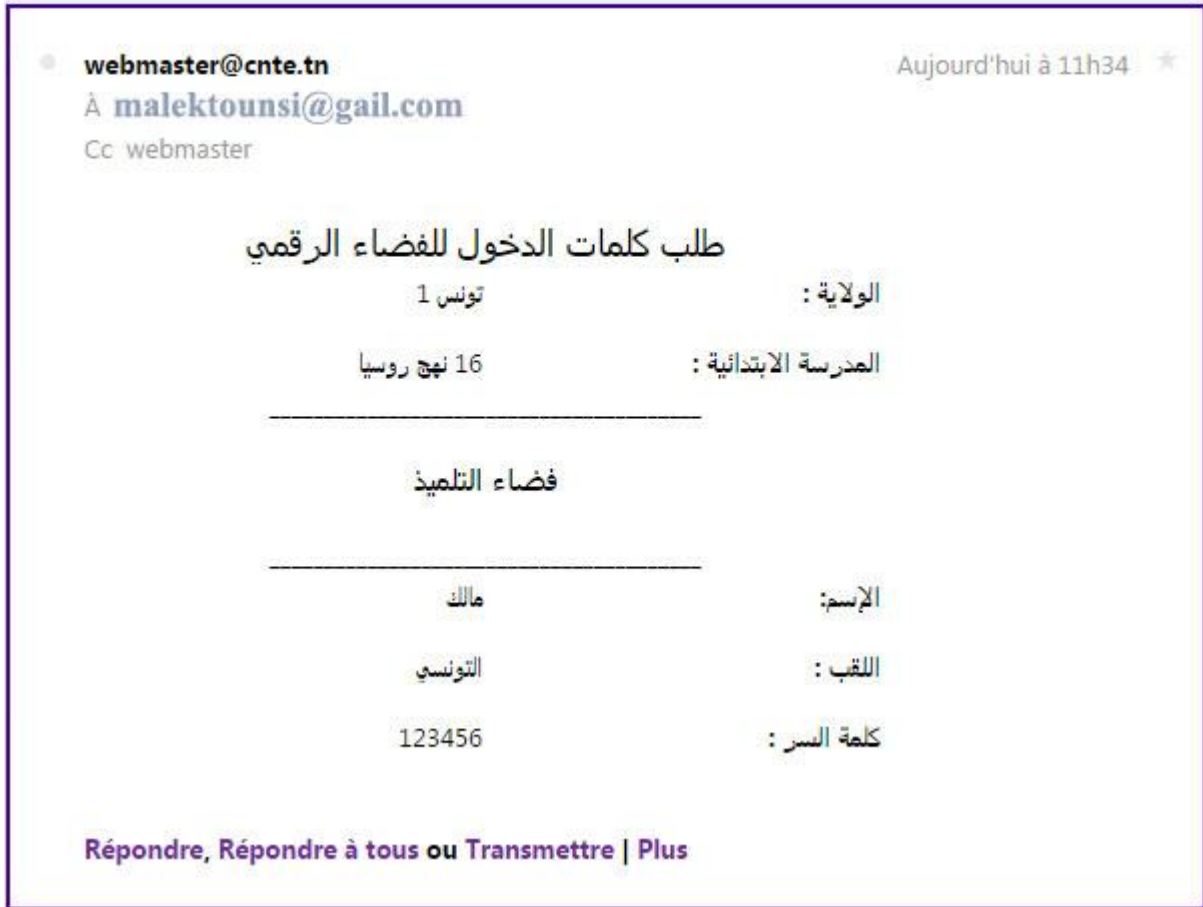 webmaster@cnte.tn Aujourd'hui à 11h34
À malektounsi@gail.com
Cc webmaster
طلب كلمات الدخول للفضاء الرقمي
الولاية : تونس 1
المدرسة الابتدائية : 16 نهج روسيا
فضاء التلميذ
الإسم: مالك
اللقب : التونسي
كلمة السر : 123456
Répondre, Répondre à tous ou Transmettre | Plus